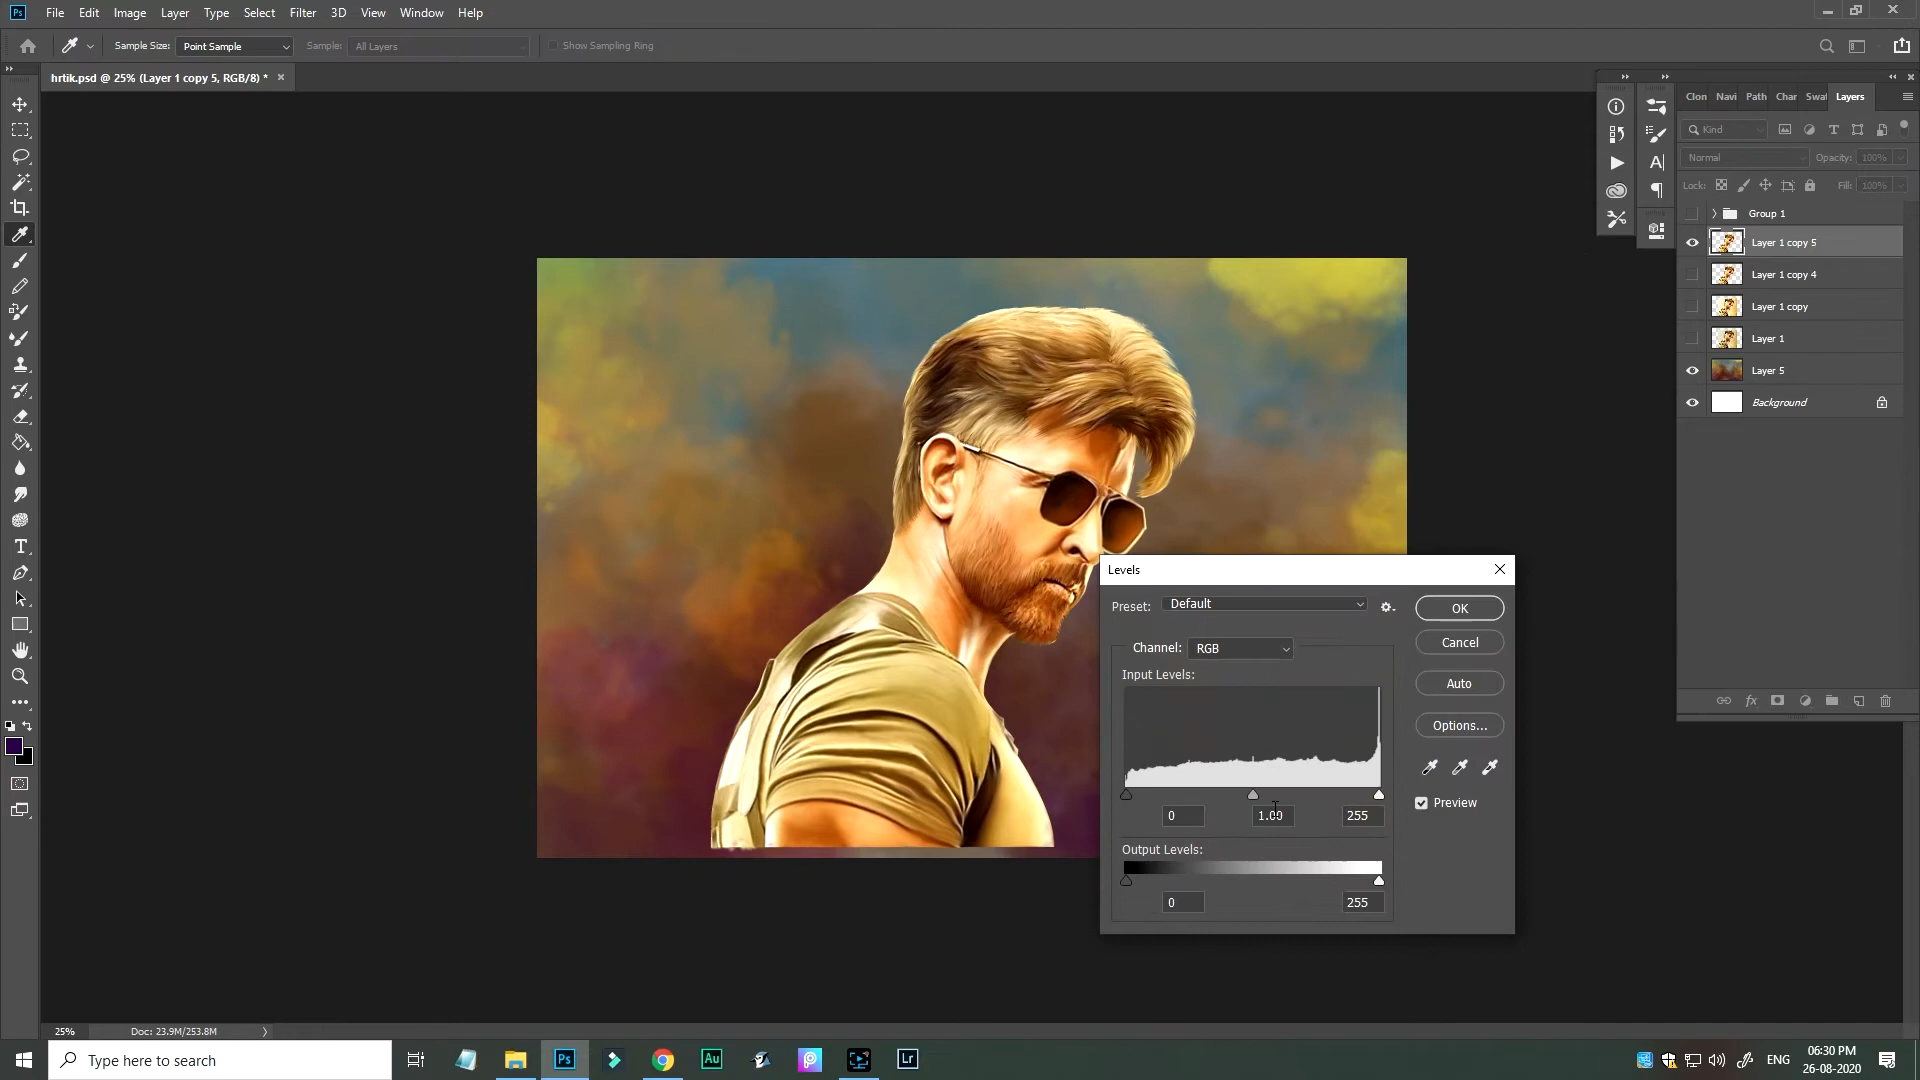 Ps File Edit Image Layer Type Select Filter 3D View Window Help
Sample Size: Point Sample Sample: All Layers Show Sampling Ring
hrtik.psd @ 25% (Layer 1 copy 5, RGB/8) * ×
Clon Navi Path Char Swat Layers
Kind
Normal Opacity: 100%
Lock: Fill: 100%
Group 1
Layer 1 copy 5
Layer 1 copy 4
Layer 1 copy
Layer 1
Layer 5
Background
Levels
Preset: Default
OK
Channel: RGB
Cancel
Input Levels:
Auto
Options...
Preview
0 1.00 255
Output Levels:
0 255
25% Doc: 23.9M/253.8M
Type here to search
Ps Au Lr
ENG
06:30 PM
26-08-2020